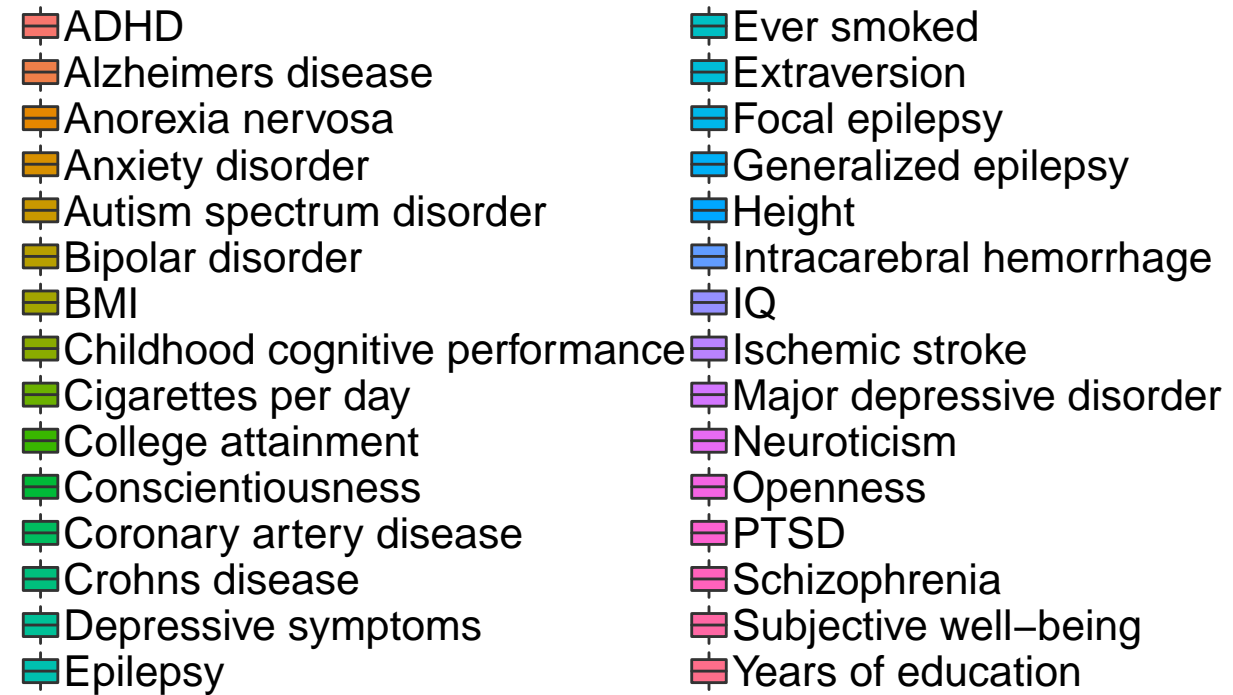 ADHD
Alzheimers disease
Anorexia nervosa
Anxiety disorder
Autism spectrum disorder
Bipolar disorder
BMI
Childhood cognitive performance
Cigarettes per day
College attainment
Conscientiousness
Coronary artery disease
Crohns disease
Depressive symptoms
Epilepsy
Ever smoked
Extraversion
Focal epilepsy
Generalized epilepsy
Height
Intracarebral hemorrhage
IQ
Ischemic stroke
Major depressive disorder
Neuroticism
Openness
PTSD
Schizophrenia
Subjective well−being
Years of education